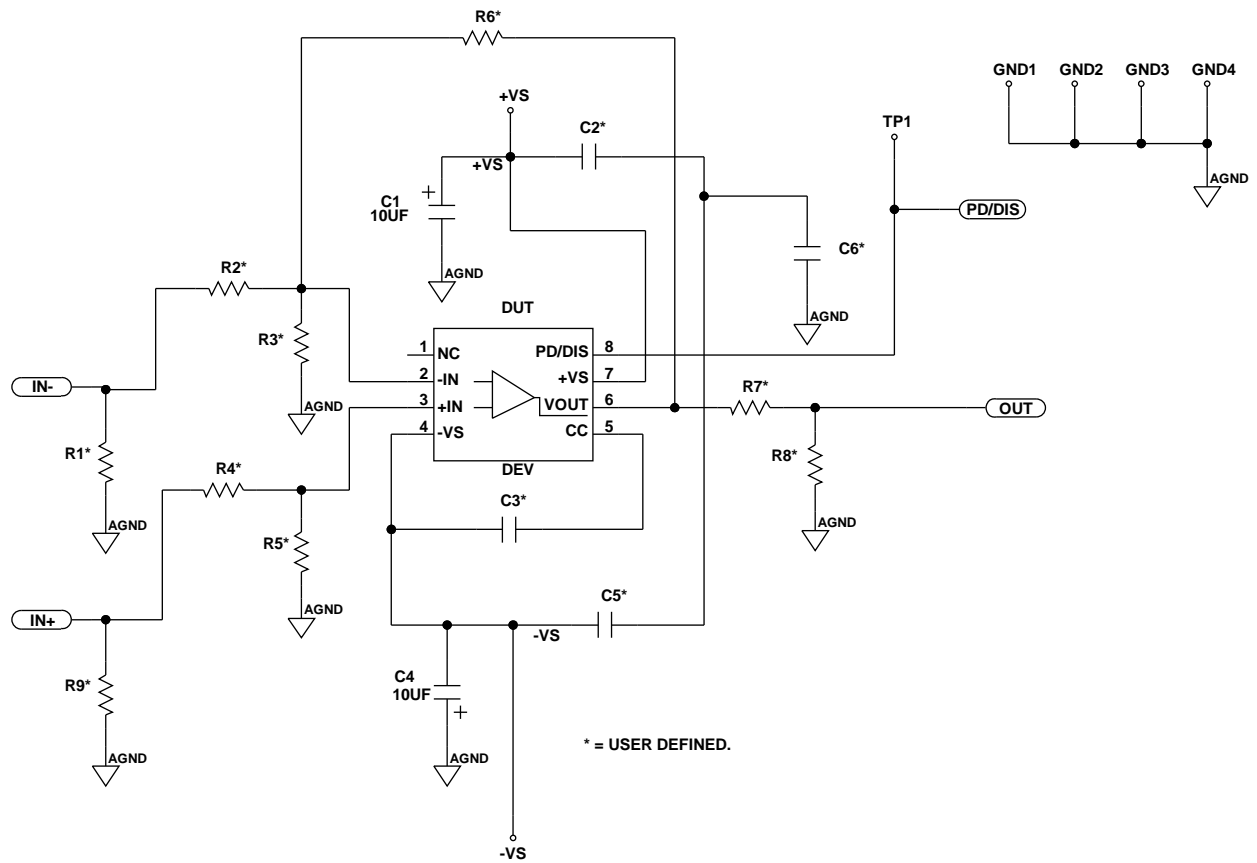 R6*
GND1 GND2 GND3 GND4
+VS
TP1
C2*
+VS
AGND
C1
10UF
PD/DIS
C6*
R2*
AGND
DUT
AGND
R3*
1 NC PD/DIS 8
+VS 7
IN-
2 -IN
R7*
3 +IN VOUT 6
OUT
AGND
4 -VS CC 5
R1*
R8*
R4*
DEV
C3*
AGND
AGND
R5*
C5*
AGND
IN+
-VS
C4
10UF
R9*
* = USER DEFINED.
AGND
AGND
-VS